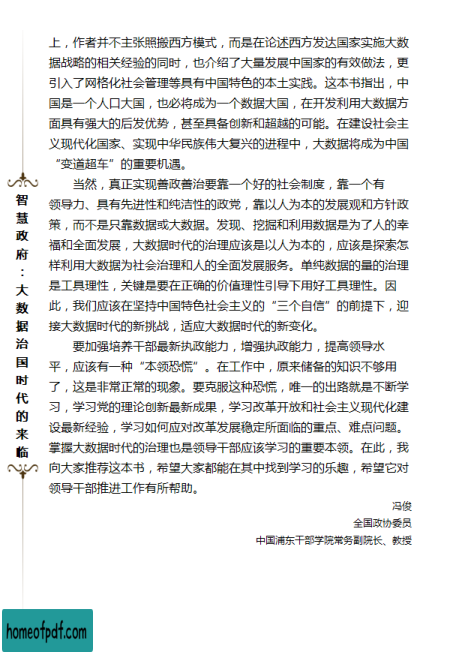 上，作者并不主张照搬西方模式，而是在论述西方发达国家实施大数
据战略的相关经验的同时，也介绍了大量发展中国家的有效做法，更
引入了网格化社会管理等具有中国特色的本土实践。这本书指出，中
国是一个人口大国，也必将成为一个数据大国，在开发利用大数据方
面具有强大的后发优势，甚至具备创新和超越的可能。在建设社会主
义现代化国家、实现中华民族伟大复兴的进程中，大数据将成为中国
“变道超车”的重要机遇。
当然，真正实现善政善治要靠一个好的社会制度，靠一个有
领导力、具有先进性和纯洁性的政党，靠以人为本的发展观和方针政
策，而不是只靠数据或大数据。发现、挖掘和利用数据是为了人的幸
福和全面发展，大数据时代的治理应该是以人为本的，应该是探索怎
样利用大数据为社会治理和人的全面发展服务。单纯数据的量的治理
是工具理性，关键是要在正确的价值理性引导下用好工具理性。因
此，我们应该在坚持中国特色社会主义的“三个自信”的前提下，迎
接大数据时代的新挑战，适应大数据时代的新变化。
要加强培养干部最新执政能力，增强执政能力，提高领导水
平，应该有一种“本领恐慌”。在工作中，原来储备的知识不够用
了，这是非常正常的现象。要克服这种恐慌，唯一的出路就是不断学
习，学习党的理论创新最新成果，学习改革开放和社会主义现代化建
设最新经验，学习如何应对改革发展稳定所面临的重点、难点问题。
掌握大数据时代的治理也是领导干部应该学习的重要本领。在此，我
向大家推荐这本书，希望大家都能在其中找到学习的乐趣，希望它对
领导干部推进工作有所帮助。
冯俊
全国政协委员
中国浦东干部学院常务副院长、教授
智慧政府：大数据治国时代的来临
homeofpdf.com